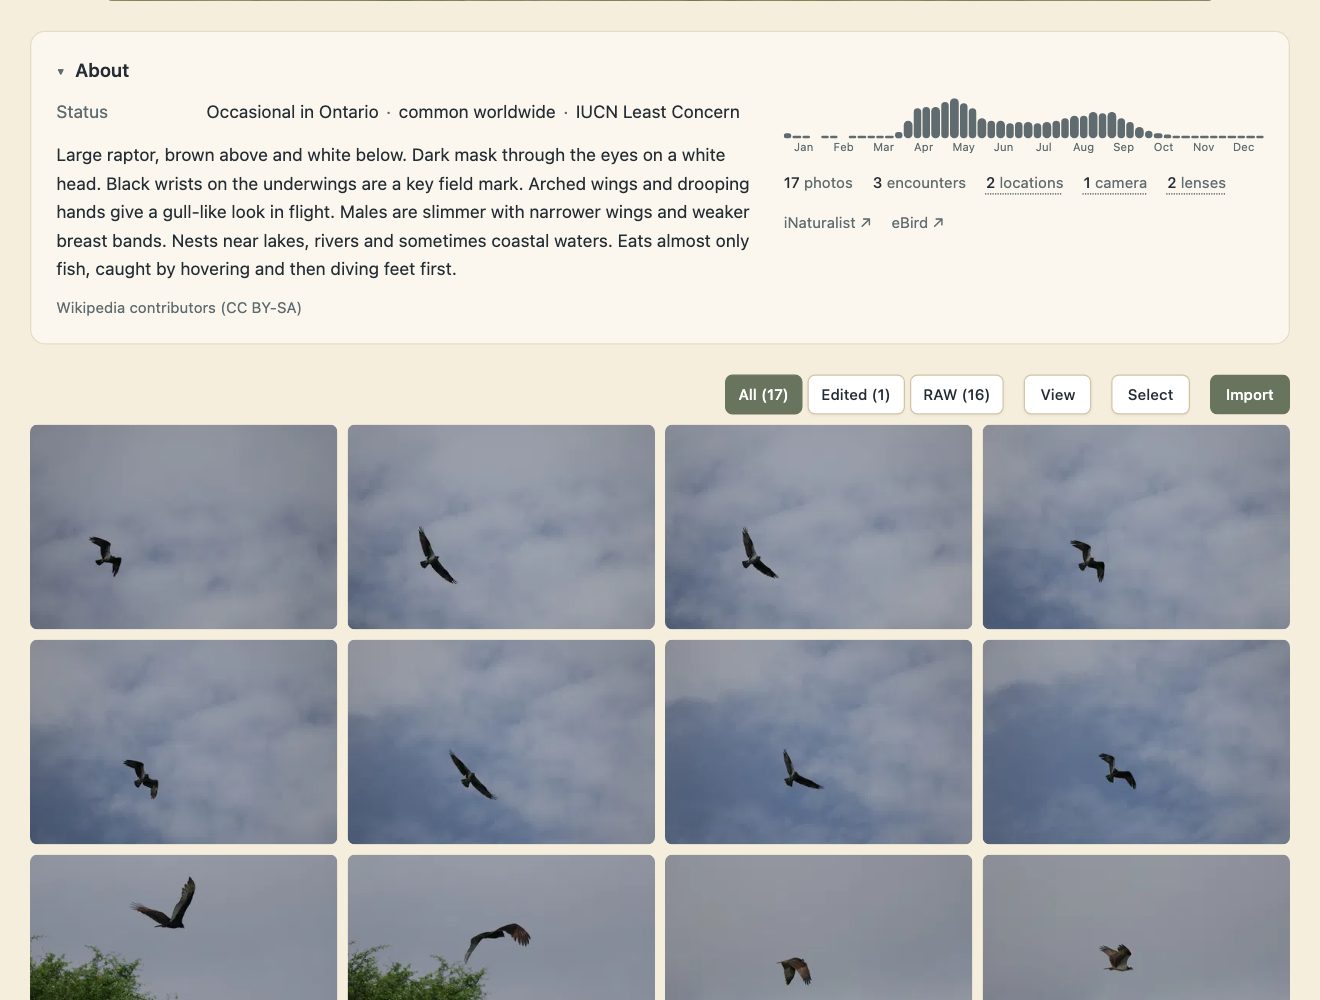 ▾ About
Status Occasional in Ontario · common worldwide · IUCN Least Concern
Large raptor, brown above and white below. Dark mask through the eyes on a white
head. Black wrists on the underwings are a key field mark. Arched wings and drooping
hands give a gull-like look in flight. Males are slimmer with narrower wings and weaker
breast bands. Nests near lakes, rivers and sometimes coastal waters. Eats almost only
fish, caught by hovering and then diving feet first.
Wikipedia contributors (CC BY-SA)
Jan Feb Mar Apr May Jun Jul Aug Sep Oct Nov Dec
17 photos 3 encounters 2 locations 1 camera 2 lenses
iNaturalist ↗ eBird ↗
All (17) Edited (1) RAW (16) View Select Import